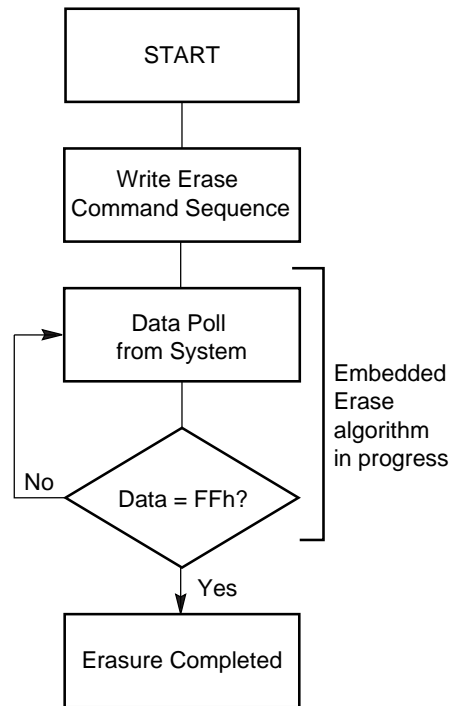 START
Write Erase
Command Sequence
Data Poll
from System
Embedded
Erase
algorithm
in progress
No
Data = FFh?
Yes
Erasure Completed